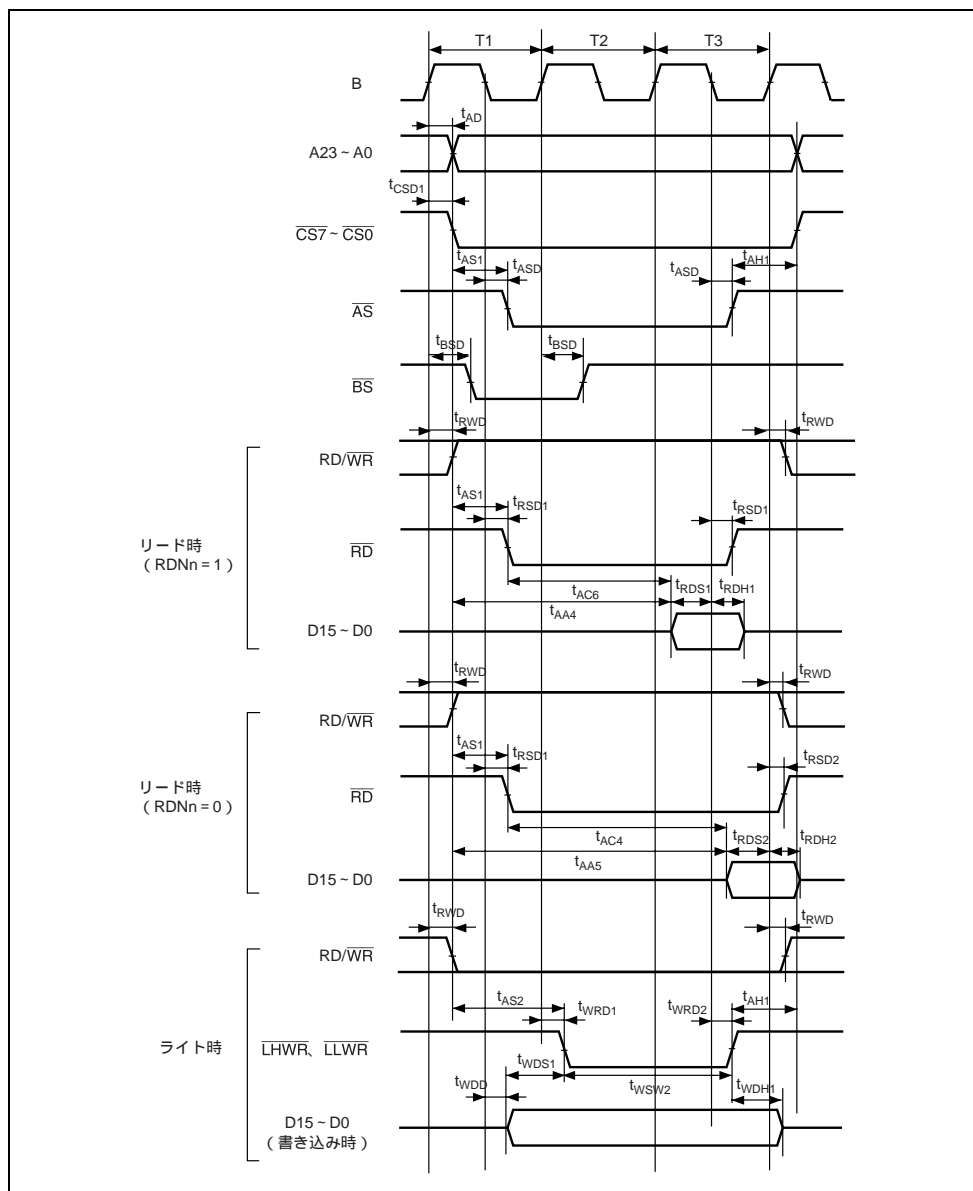 T1 T2 T3
B
tAD
A23 ~ A0
tCSD1
CS7 ~ CS0
tAS1 tASD tASD tAH1
AS
tBSD tBSD
BS
tRWD tRWD
RD/WR
tAS1 tRSD1 tRSD1
リード時
( RDNn = 1 )
RD
tAC6 tRDS1 tRDH1
tAA4
D15 ~ D0
tRWD tRWD
RD/WR
tAS1 tRSD1 tRSD2
リード時
( RDNn = 0 )
RD
tAC4 tRDS2 tRDH2
tAA5
D15 ~ D0
tRWD tRWD
RD/WR
tAS2 tWRD1 tWRD2 tAH1
ライト時
LHWR、LLWR
tWDS1 tWSW2
tWDD tWDH1
D15 ~ D0
( 書き込み時 )